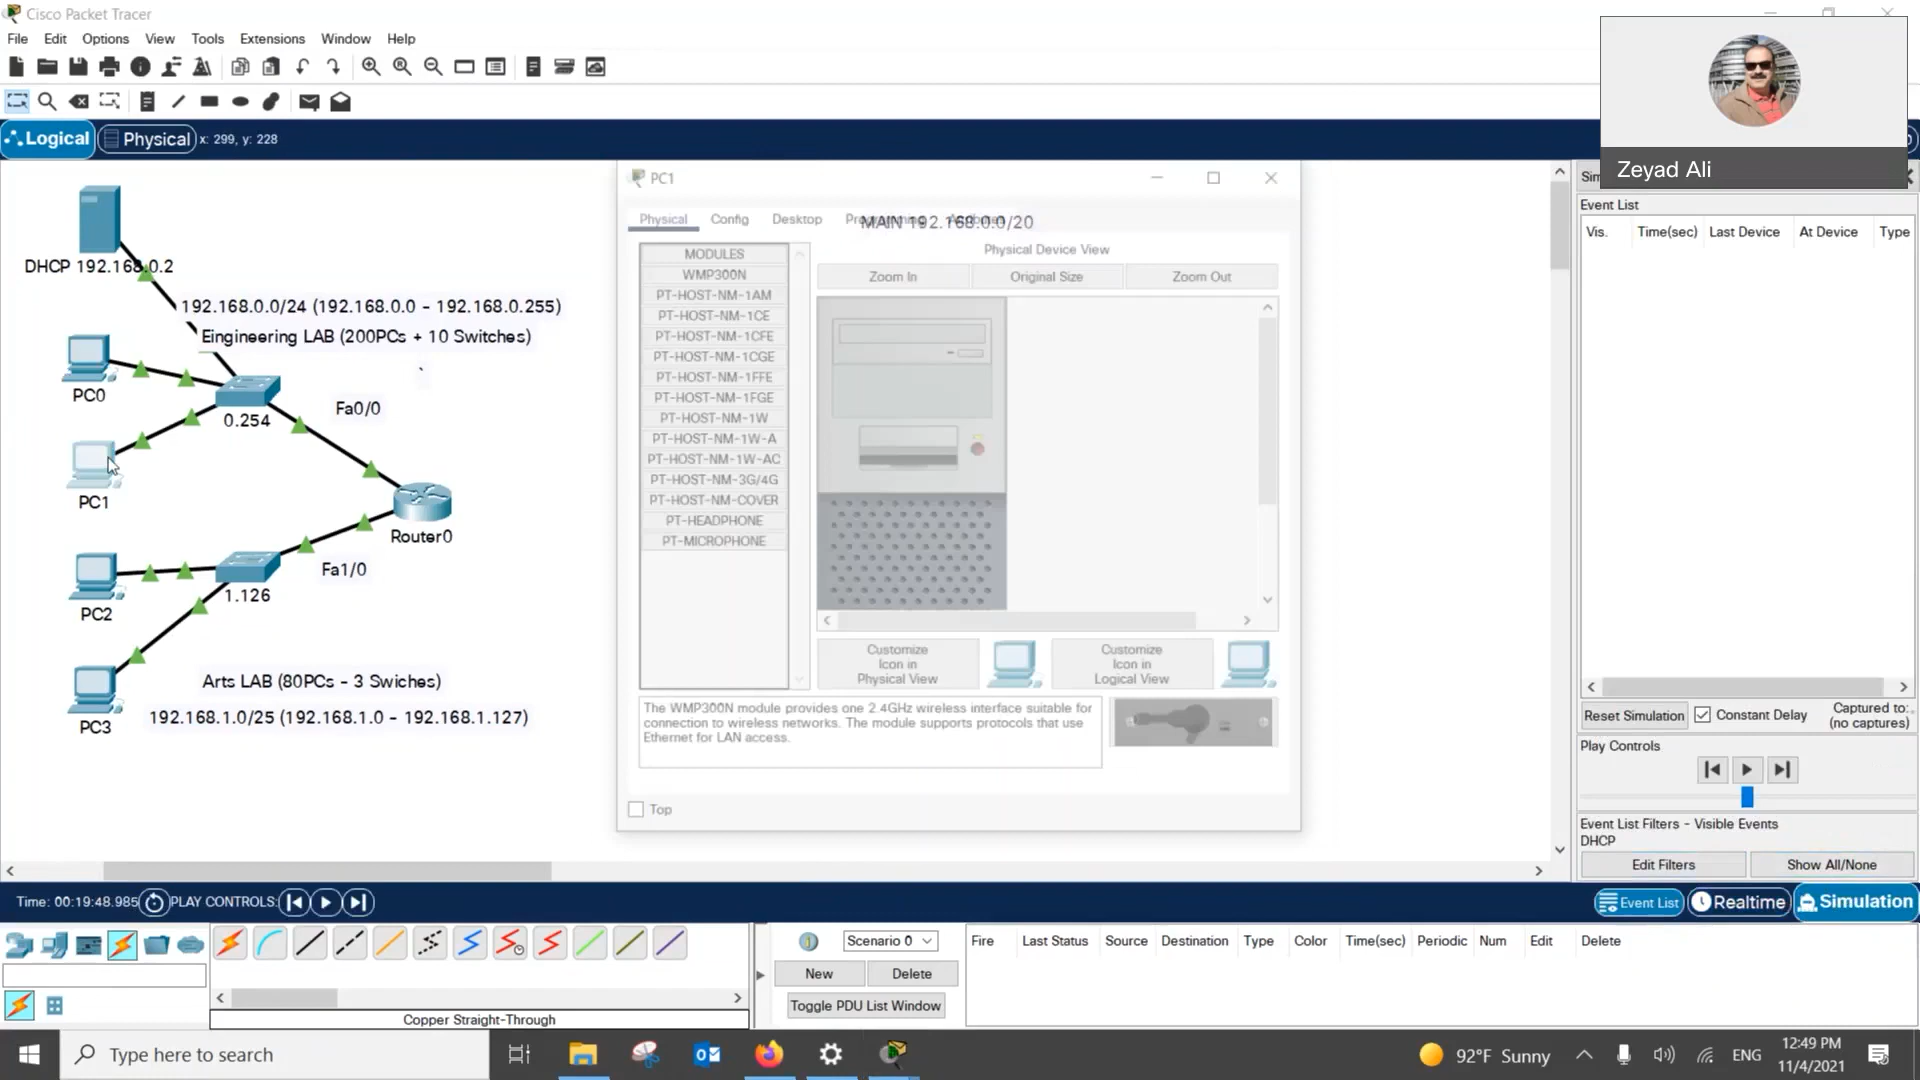 Cisco Packet Tracer
File Edit Options View Tools Extensions Window Help
Logical Physical x: 299, y: 228
Zeyad Ali
DHCP 192.168.0.2
192.168.0.0/24 (192.168.0.0 - 192.168.0.255)
Eingineering LAB (200PCs + 10 Switches)
PC0
0.254
Fa0/0
PC1
Router0
PC2
1.126
Fa1/0
PC3
Arts LAB (80PCs - 3 Swiches)
192.168.1.0/25 (192.168.1.0 - 192.168.1.127)
PC1
Physical Config Desktop
MAIN 192.168.0.0/20
MODULES
WMP300N
PT-HOST-NM-1AM
PT-HOST-NM-1CE
PT-HOST-NM-1CFE
PT-HOST-NM-1CGE
PT-HOST-NM-1FFE
PT-HOST-NM-1FGE
PT-HOST-NM-1W
PT-HOST-NM-1W-A
PT-HOST-NM-1W-AC
PT-HOST-NM-3G/4G
PT-HOST-NM-COVER
PT-HEADPHONE
PT-MICROPHONE
Physical Device View
Zoom In Original Size Zoom Out
Customize
Icon in
Physical View
Customize
Icon in
Logical View
The WMP300N module provides one 2.4GHz wireless interface suitable for
connection to wireless networks. The module supports protocols that use
Ethernet for LAN access.
Top
Event List
Vis. Time(sec) Last Device At Device Type
Reset Simulation Constant Delay
Captured to:
(no captures)
Play Controls
Event List Filters - Visible Events
DHCP
Edit Filters Show All/None
Time: 00:19:48.985 PLAY CONTROLS:
Event List Realtime Simulation
Copper Straight-Through
Scenario 0
New Delete
Toggle PDU List Window
Fire Last Status Source Destination Type Color Time(sec) Periodic Num Edit Delete
Type here to search
92°F Sunny
ENG
12:49 PM
11/4/2021